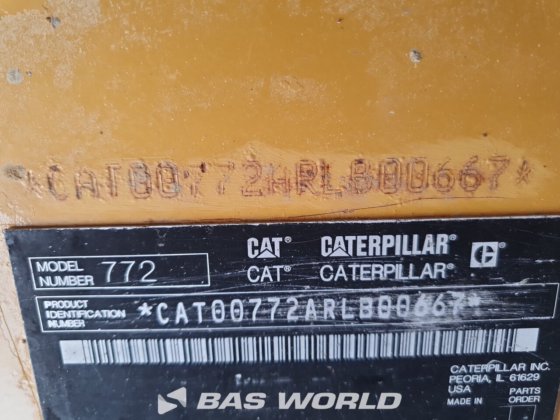 *CAT00772ARLB00667*
CAT® CATERPILLAR® C
MODEL NUMBER 772
CAT® CATERPILLAR®
PRODUCT IDENTIFICATION NUMBER *CAT00772ARLB00667*
CATERPILLAR INC.
PEORIA, IL 61629
USA
PARTS
MADE IN ORDER
BAS WORLD